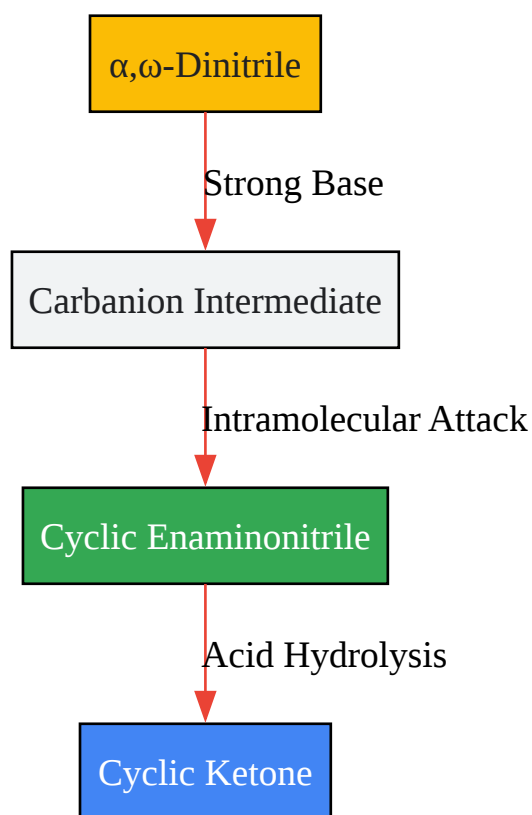 α,ω-Dinitrile
Strong Base
Carbanion Intermediate
Intramolecular Attack
Cyclic Enaminonitrile
Acid Hydrolysis
Cyclic Ketone